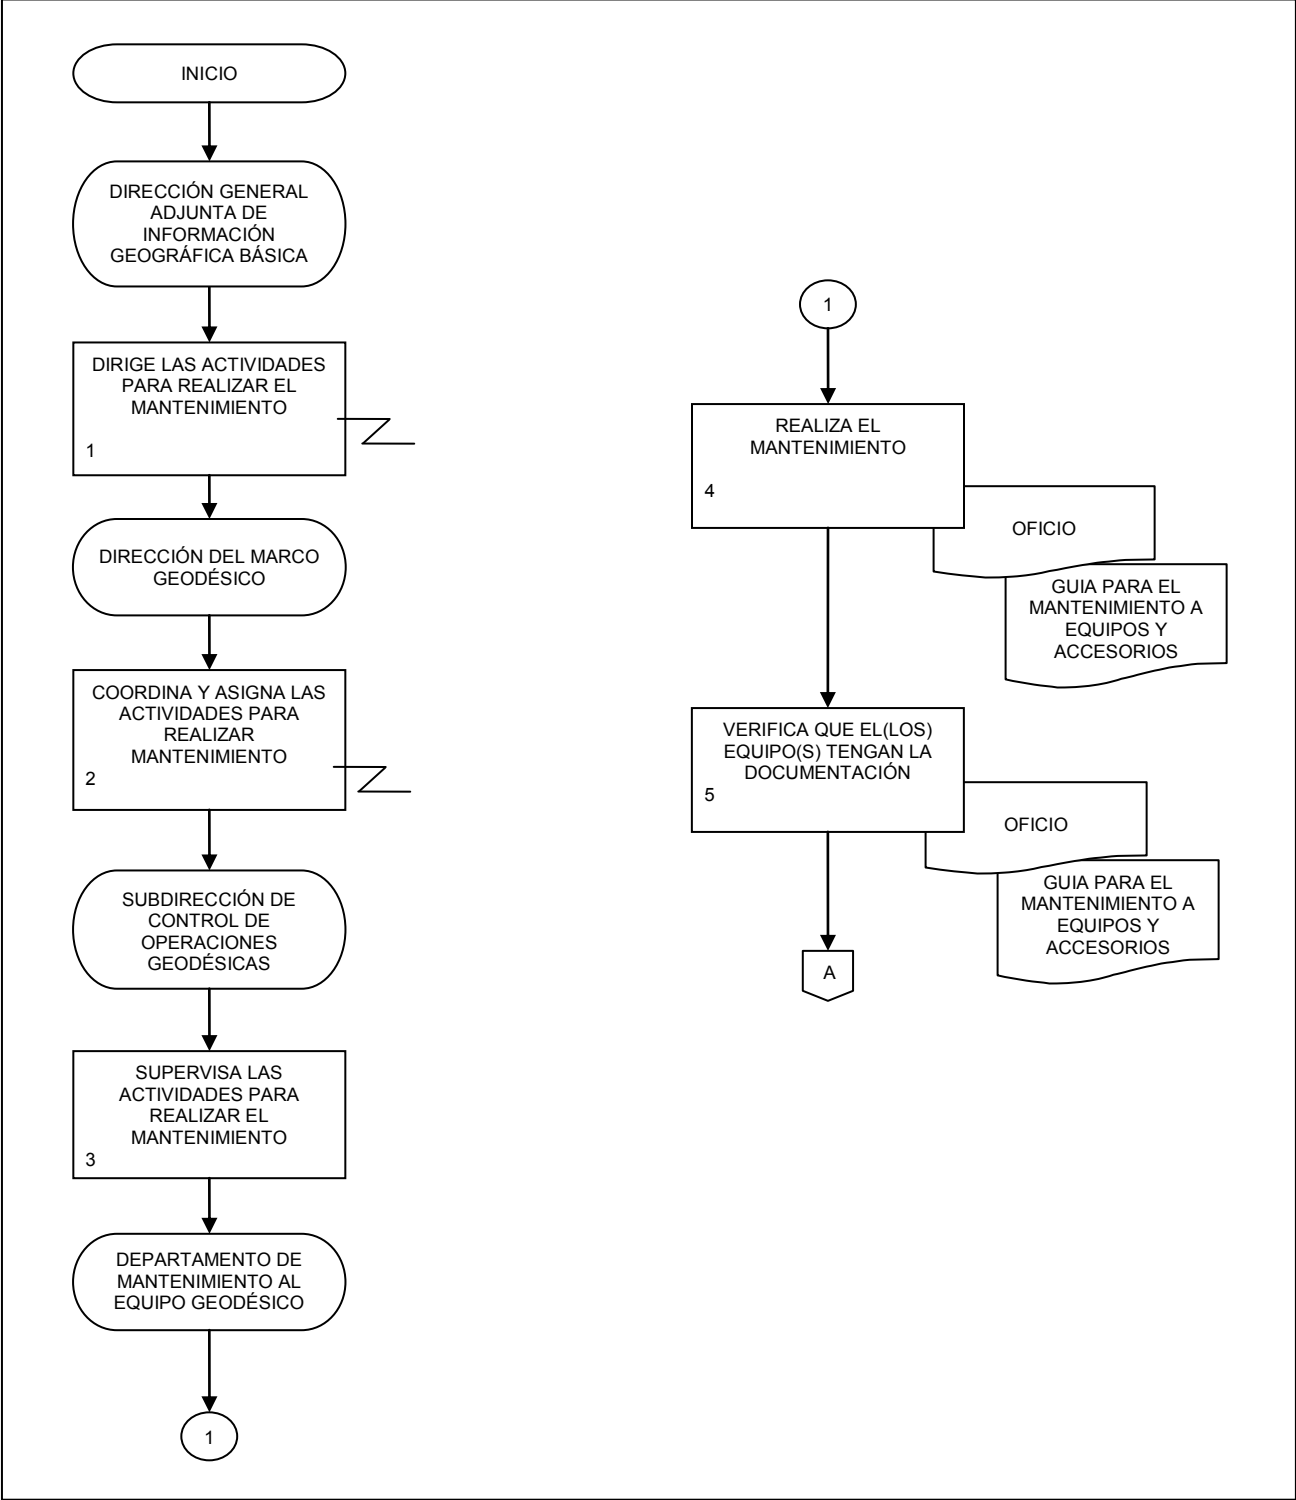 INICIO
DIRECCIÓN GENERAL
ADJUNTA DE
INFORMACIÓN
GEOGRÁFICA BÁSICA
DIRIGE LAS ACTIVIDADES
PARA REALIZAR EL
MANTENIMIENTO
1
DIRECCIÓN DEL MARCO
GEODÉSICO
COORDINA Y ASIGNA LAS
ACTIVIDADES PARA
REALIZAR
MANTENIMIENTO
2
SUBDIRECCIÓN DE
CONTROL DE
OPERACIONES
GEODÉSICAS
SUPERVISA LAS
ACTIVIDADES PARA
REALIZAR EL
MANTENIMIENTO
3
DEPARTAMENTO DE
MANTENIMIENTO AL
EQUIPO GEODÉSICO
1
1
REALIZA EL
MANTENIMIENTO
4
OFICIO
GUIA PARA EL
MANTENIMIENTO A
EQUIPOS Y
ACCESORIOS
VERIFICA QUE EL(LOS)
EQUIPO(S) TENGAN LA
DOCUMENTACIÓN
5
OFICIO
GUIA PARA EL
MANTENIMIENTO A
EQUIPOS Y
ACCESORIOS
A